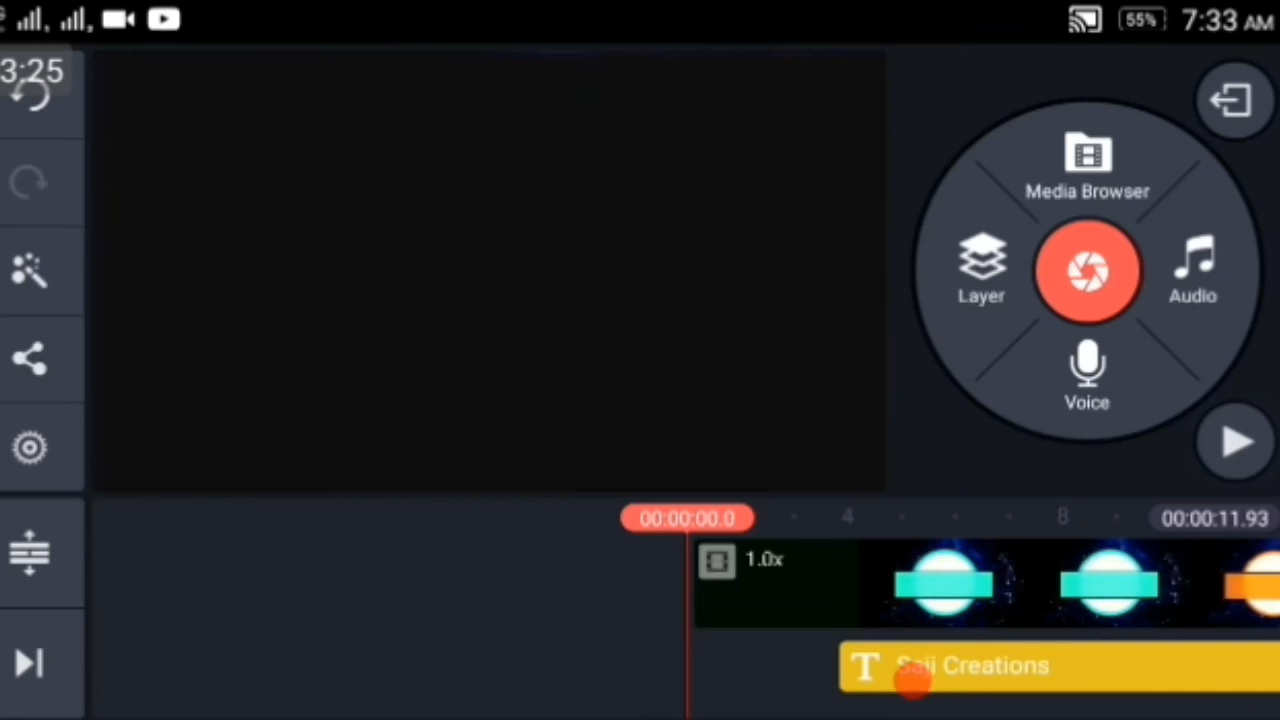 55% 7:33 AM
3:25
Media Browser
Layer
Audio
Voice
00:00:00.0 4 8 00:00:11.93
1.0x
T Saji Creations